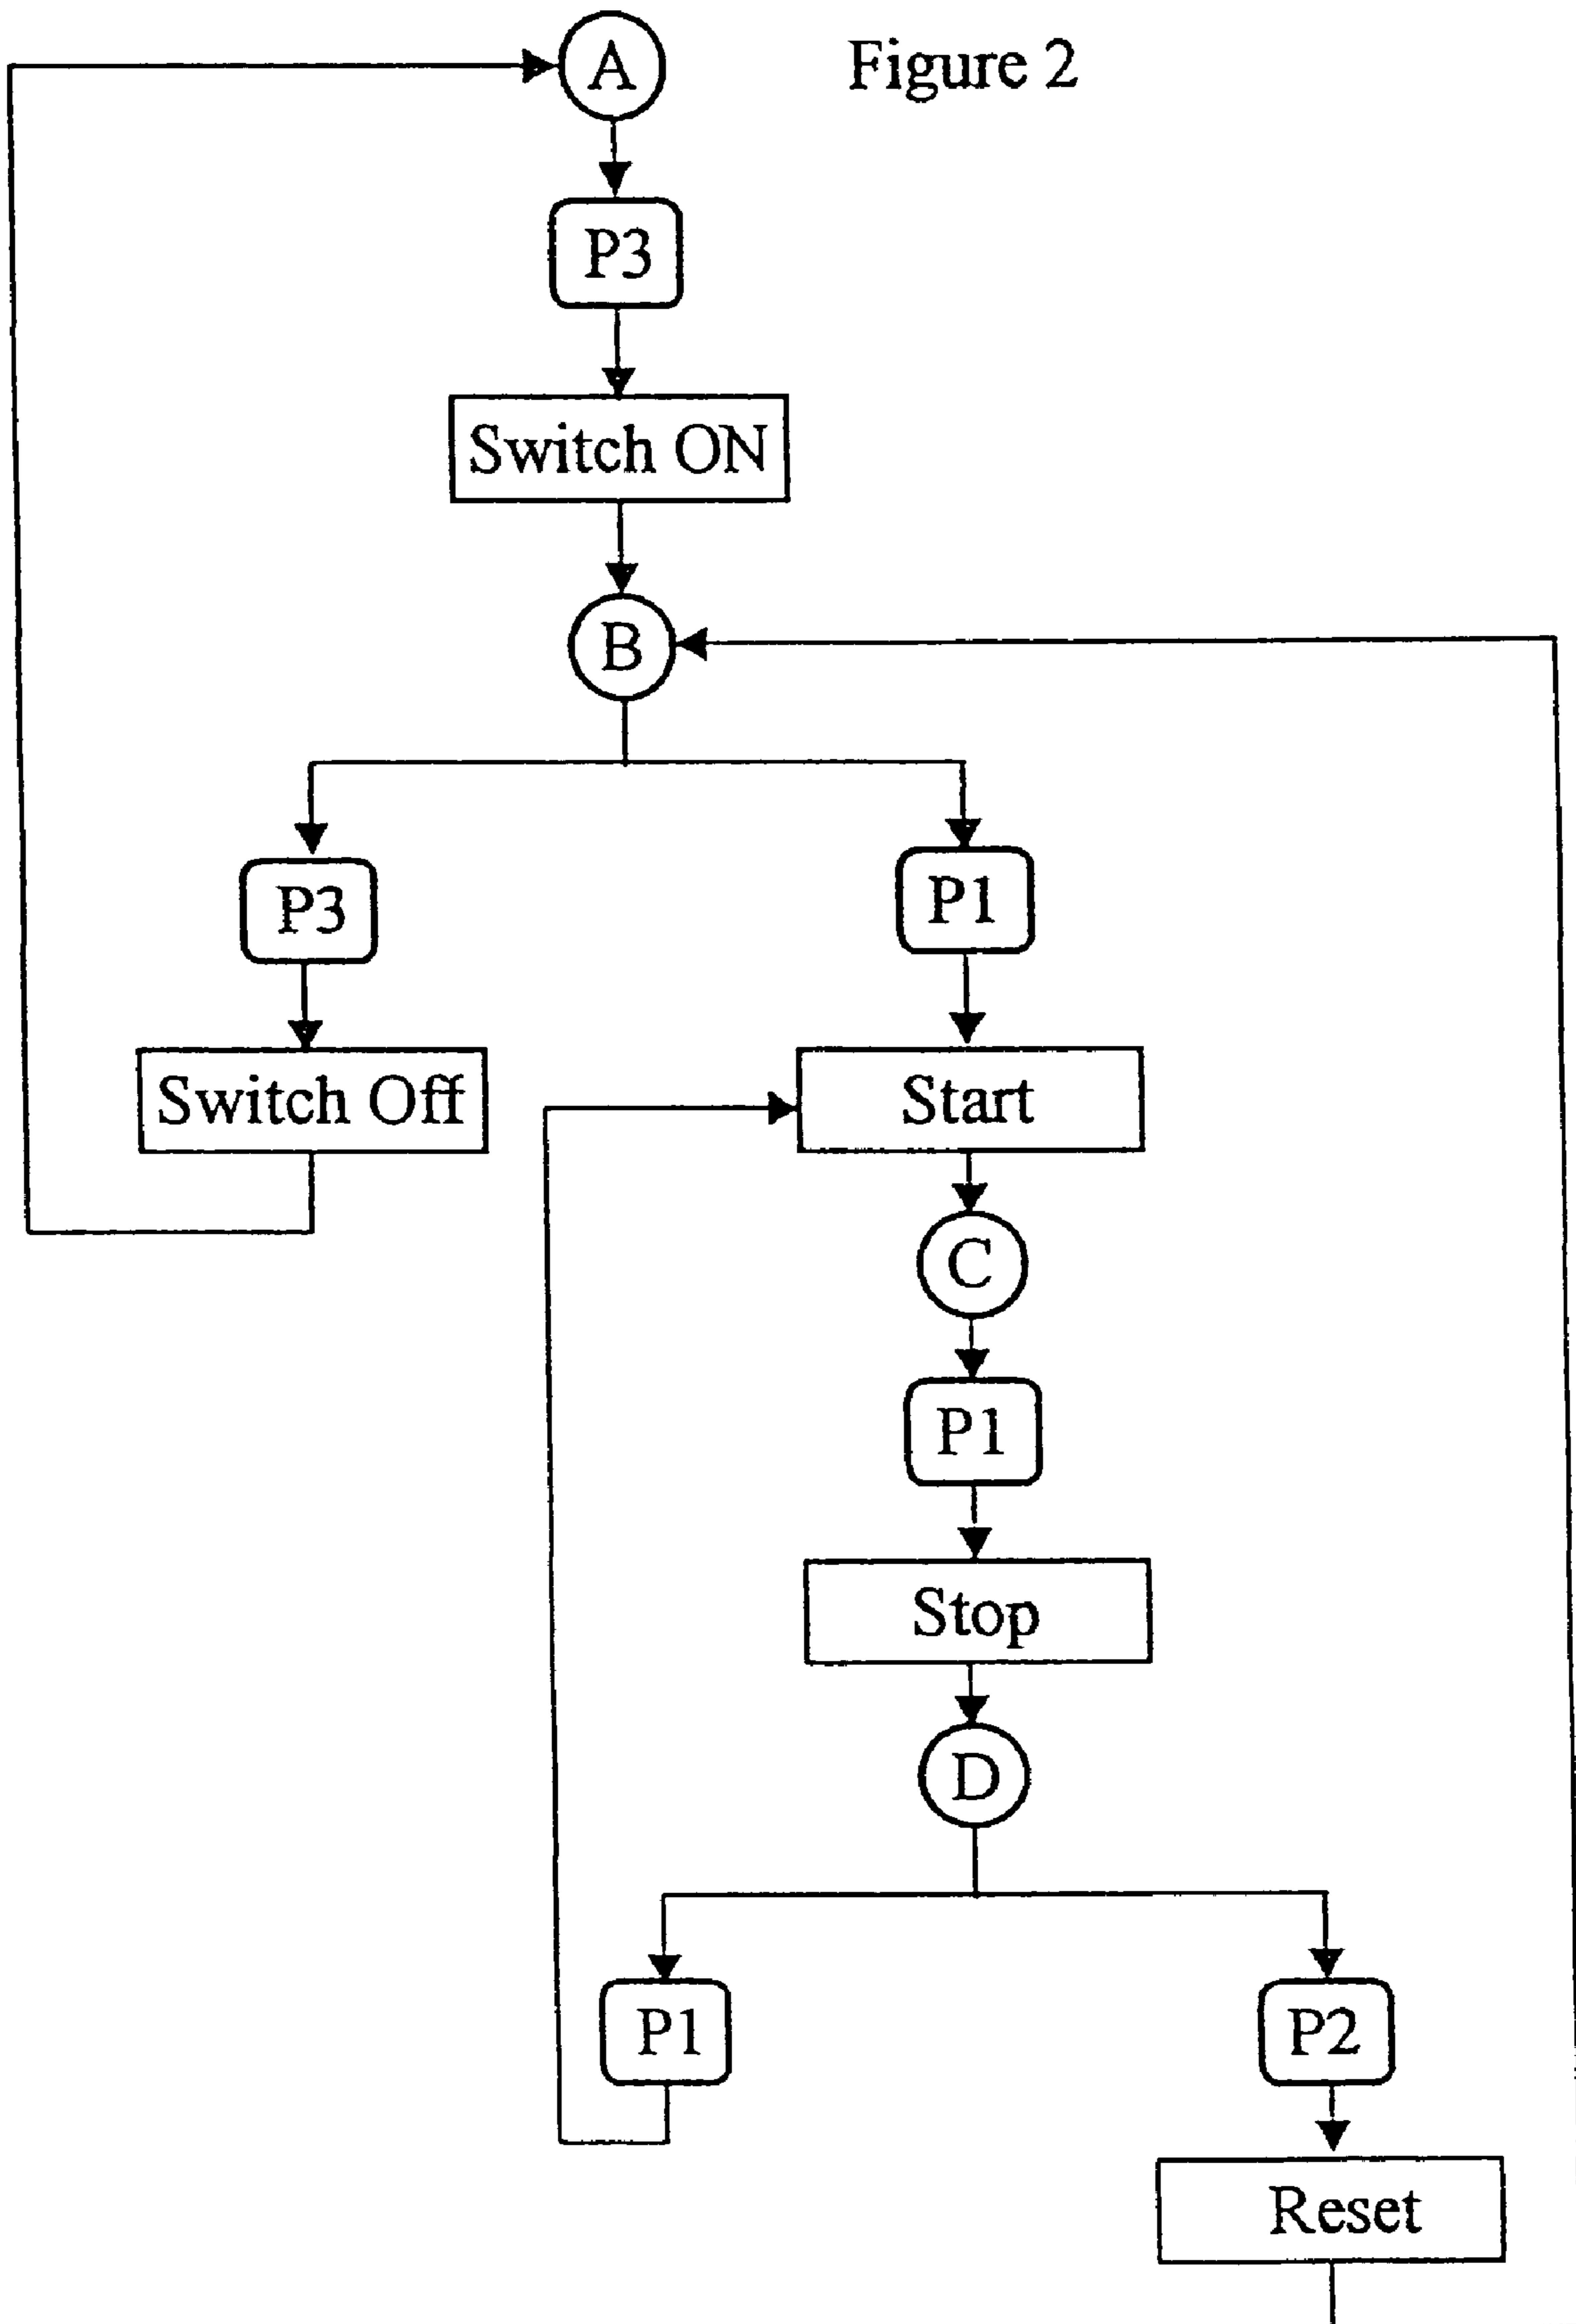 Figure 2
A
P3
Switch ON
B
P3
P1
Switch Off
Start
C
P1
Stop
D
P1
P2
Reset